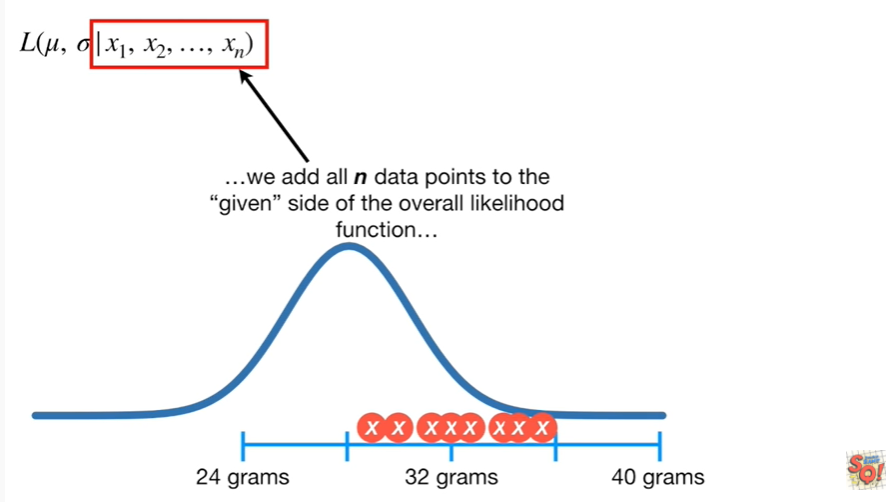 L(μ, σ|x₁, x₂, …, xₙ)
…we add all n data points to the
“given” side of the overall likelihood
function…
x x x x x x x x
24 grams 32 grams 40 grams
SQ!